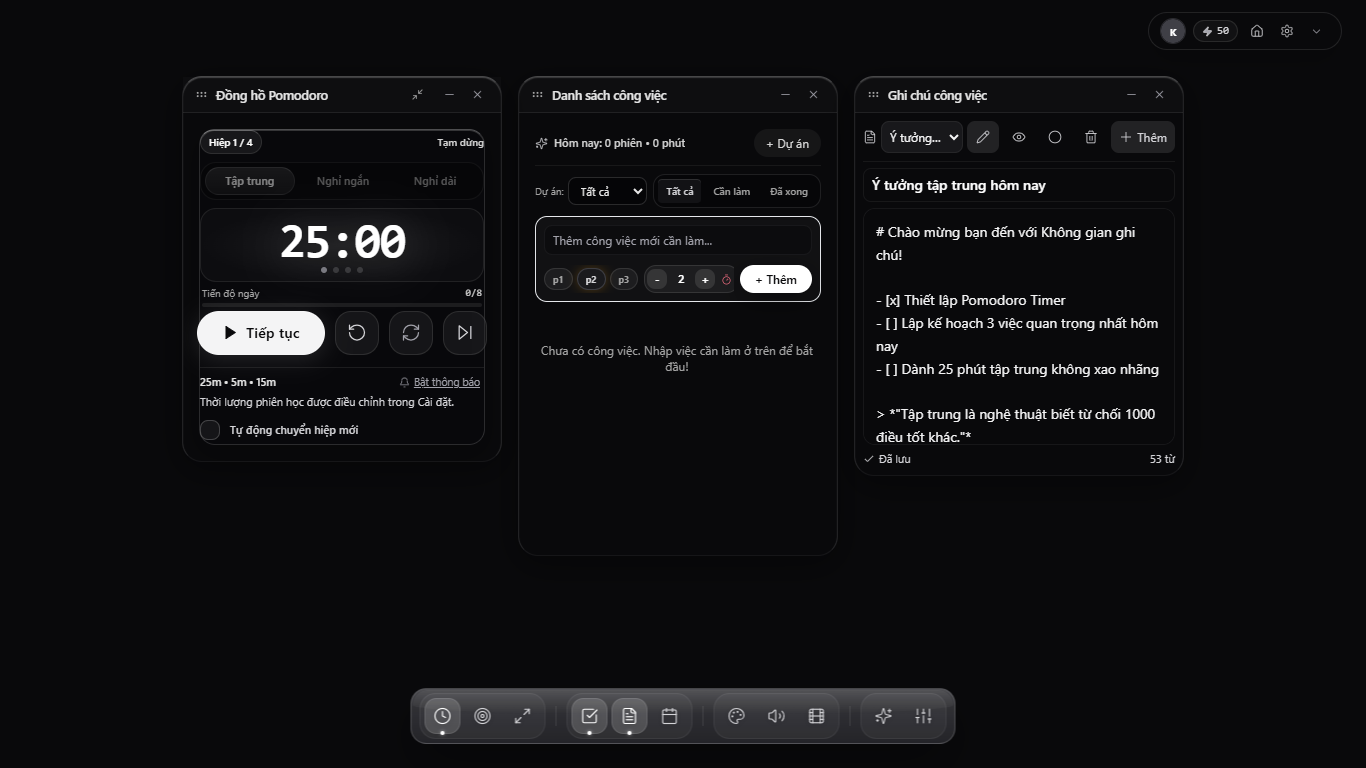 K
50
Đồng hồ Pomodoro
Hiệp 1 / 4
Tạm dừng
Tập trung
Nghỉ ngắn
Nghỉ dài
25:00
Tiến độ ngày
0/8
Tiếp tục
25m • 5m • 15m
Bật thông báo
Thời lượng phiên học được điều chỉnh trong Cài đặt.
Tự động chuyển hiệp mới
Danh sách công việc
Hôm nay: 0 phiên • 0 phút
+ Dự án
Dự án:
Tất cả
Tất cả
Cần làm
Đã xong
Thêm công việc mới cần làm...
p1
p2
p3
-
2
+
+ Thêm
Chưa có công việc. Nhập việc cần làm ở trên để bắt
đầu!
Ghi chú công việc
Ý tưởng...
+ Thêm
Ý tưởng tập trung hôm nay
# Chào mừng bạn đến với Không gian ghi
chú!
- [x] Thiết lập Pomodoro Timer
- [ ] Lập kế hoạch 3 việc quan trọng nhất hôm
nay
- [ ] Dành 25 phút tập trung không xao nhãng
> *"Tập trung là nghệ thuật biết từ chối 1000
điều tốt khác."*
Đã lưu
53 từ